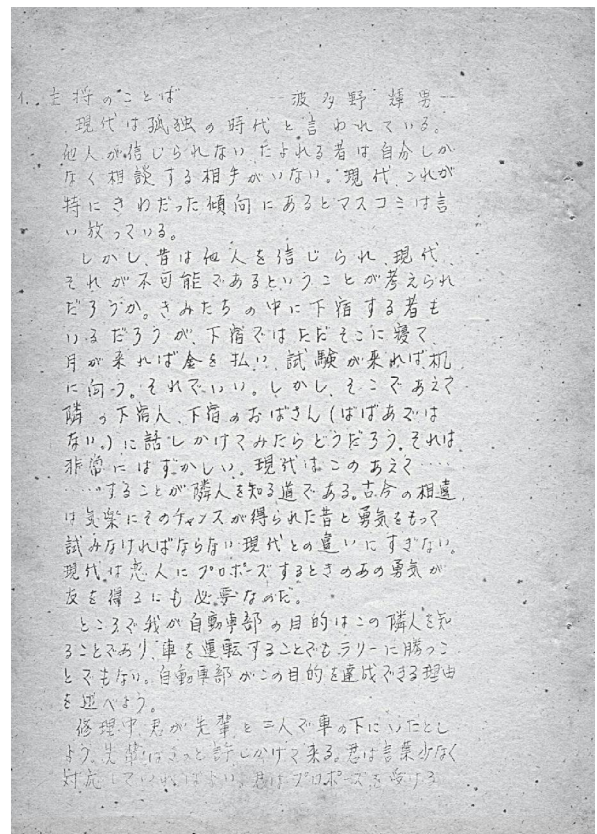 1. 主将のことば 波多野 輝男
現代は孤独の時代と言われている。
他人が信じられない、たよれる者は自分しか
なく相談する相手がいない。現代、これが
特にきわだった傾向にあるとマスコミは言
い放っている。
しかし、昔は他人を信じられ、現代、
それが不可能であるということが考えられ
だろうか。きみたちの中に下宿する者も
いるだろうが、下宿ではただそこに寝て
月が来れば金を払い、試験が来れば机
に向う。それでいい。しかし、そこであえて
隣の下宿人、下宿のおばさん(ばばあでは
ない。)に話しかけてみたらどうだろう。それは
非常にはずかしい。現代はこのあえて……
……することが隣人を知る道である。古今の相違
は気楽にそのチャンスが得られた昔と勇気をもって
試みなければならない現代との違いにすぎない。
現代は恋人にプロポーズするときのあの勇気が
友を得るにも必要なのだ。
ところで我が自動車部の目的はこの隣人を知
ることであり、車を運転することでも、ラリーに勝つこ
とでもない。自動車部がこの目的を達成できる理由
を述べよう。
修理中、君が先輩と二人で車の下にいたとし
よう。先輩はきっと話しかけて来る。君は言葉少なく
対応していればよい。君はプロポーズを受ける